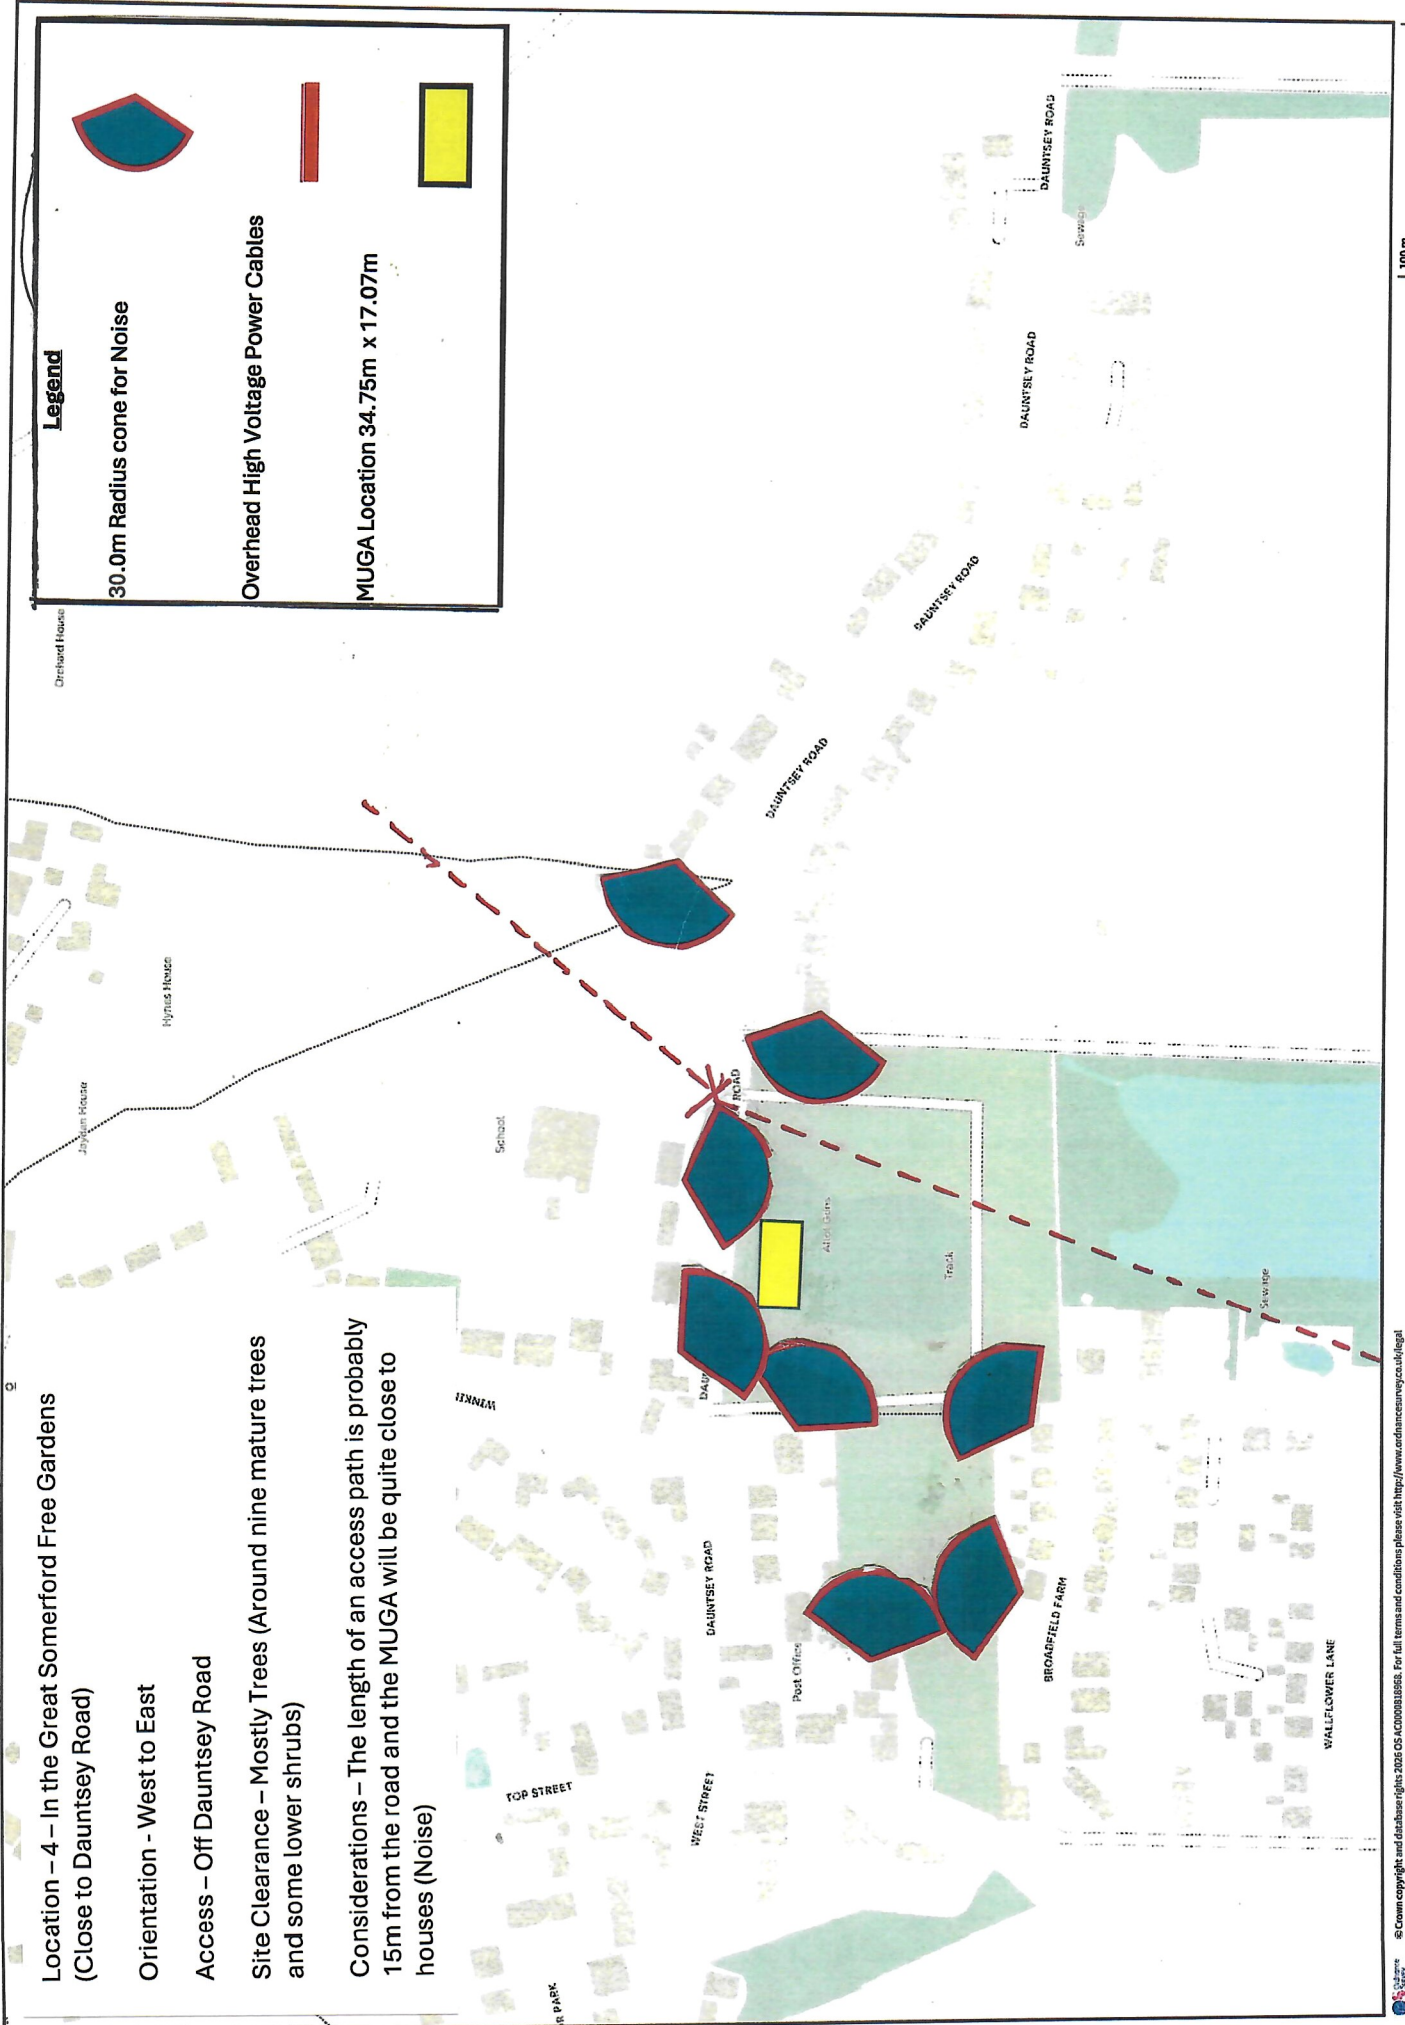 Location – 4 – In the Great Somerford Free Gardens
(Close to Dauntsey Road)
Orientation - West to East
Access – Off Dauntsey Road
Site Clearance – Mostly Trees (Around nine mature trees
and some lower shrubs)
Considerations – The length of an access path is probably
15m from the road and the MUGA will be quite close to
houses (Noise)
Legend
30.0m Radius cone for Noise
Overhead High Voltage Power Cables
MUGA Location 34.75m x 17.07m
Orchard House
Hynes House
Jordan House
School
R PARK
TOP STREET
WEST STREET
DAUNTSEY ROAD
Post Office
DAU
ROAD
DAUNTSEY ROAD
DAUNTSEY ROAD
DAUNTSEY ROAD
DAUNTSEY ROAD
Sewage
Allot Gdns
Track
Sewage
BROADFIELD FARM
WALLFLOWER LANE
100 m
Ordnance Survey
© Crown copyright and database rights 2026 OS AC0000818968. For full terms and conditions please visit http://www.ordnancesurvey.co.uk/legal